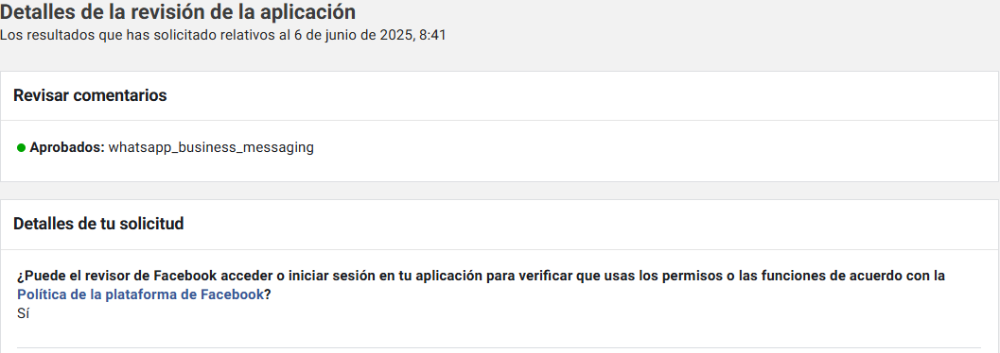 Detalles de la revisión de la aplicación
Los resultados que has solicitado relativos al 6 de junio de 2025, 8:41
Revisar comentarios
Aprobados: whatsapp_business_messaging
Detalles de tu solicitud
¿Puede el revisor de Facebook acceder o iniciar sesión en tu aplicación para verificar que usas los permisos o las funciones de acuerdo con la
Política de la plataforma de Facebook?
Sí